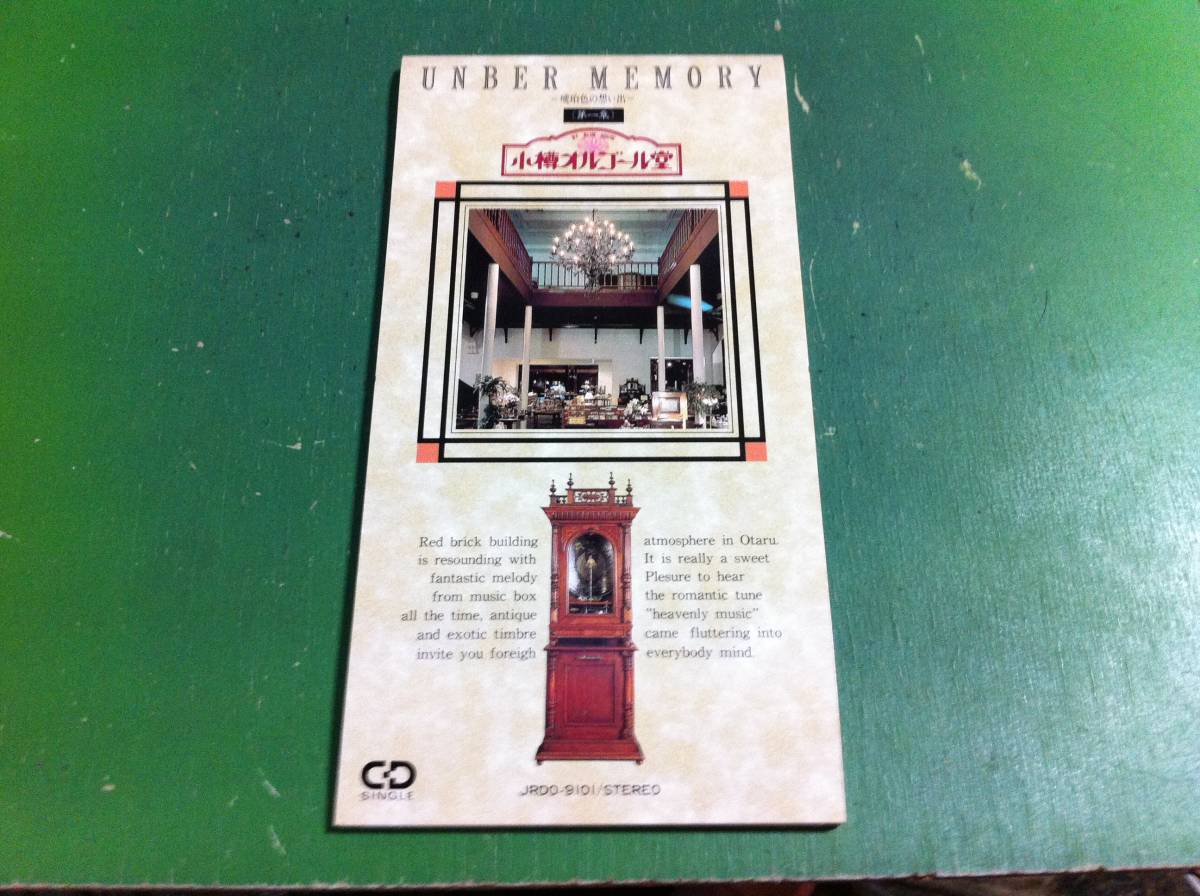 UNBER MEMORY
－琥珀色の想い出－
小樽オルゴール堂
Red brick building
is resounding with
fantastic melody
from music box
all the time, antique
and exotic timbre
invite you foreigh
atmosphere in Otaru.
It is really a sweet
Plesure to hear
the romantic tune
"heavenly music"
came fluttering into
everybody mind.
CD
SINGLE
JRDO-9101/STEREO